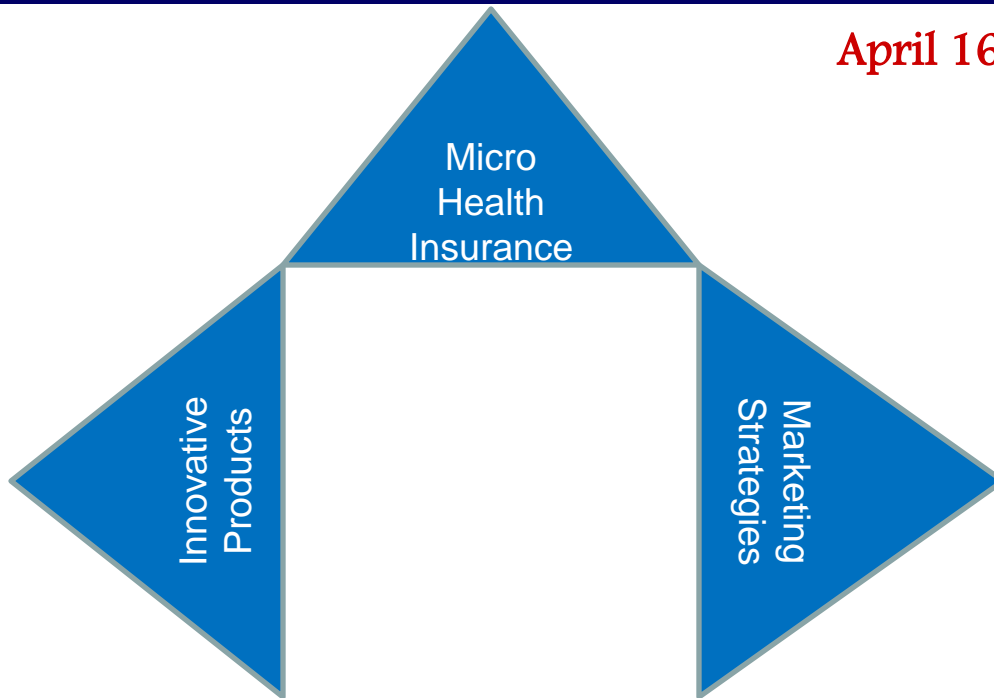 April 16
Micro
Health
Insurance
Innovative
Products
Marketing
Strategies